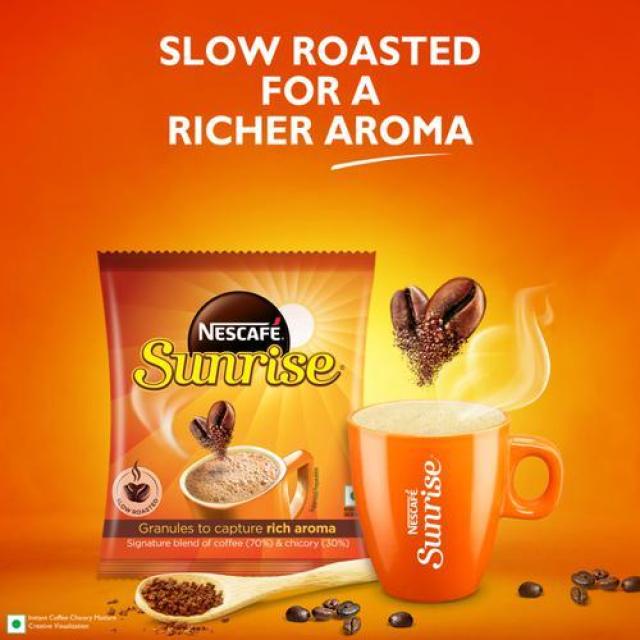 SLOW ROASTED
FOR A
RICHER AROMA
NESCAFÉ
Sunrise
SLOW ROASTED
Granules to capture rich aroma
Signature blend of coffee (70%) & chicory (30%)
NESCAFÉ
Sunrise
Instant Coffee Chicory Mixture
Creative Visualization